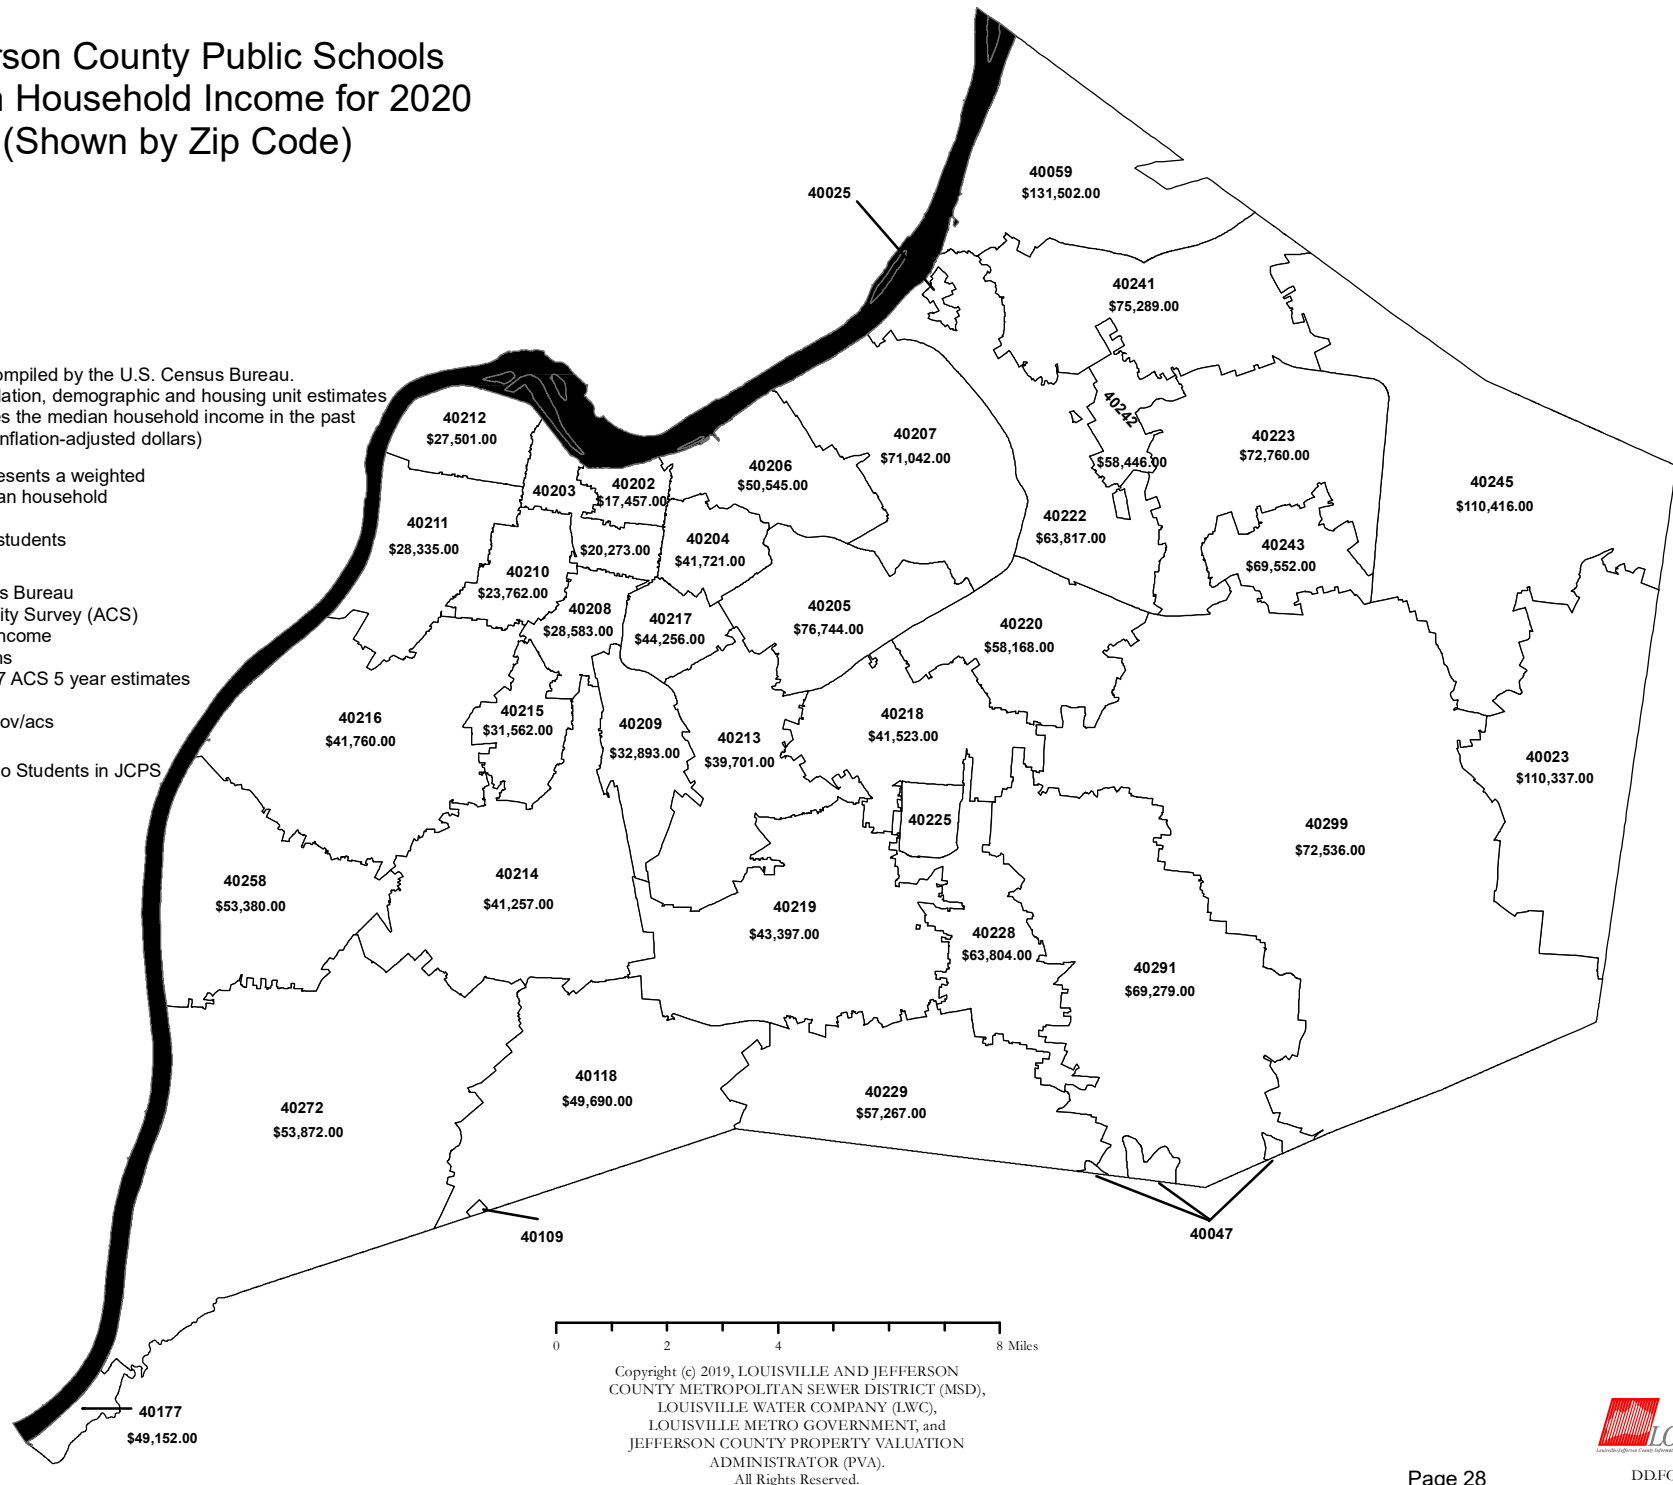 rson County Public Schools
Household Income for 2020
(Shown by Zip Code)
40025
40059
$131,502.00
40241
$75,289.00
ompiled by the U.S. Census Bureau.
lation, demographic and housing unit estimates
es the median household income in the past
nflation-adjusted dollars)
esents a weighted
an household
students
s Bureau
ity Survey (ACS)
ncome
ns
7 ACS 5 year estimates
ov/acs
o Students in JCPS
40212
$27,501.00
40203
40202
$17,457.00
40206
$50,545.00
40207
$71,042.00
40242
$58,446.00
40223
$72,760.00
40245
$110,416.00
40211
$28,335.00
$20,273.00
40204
$41,721.00
40222
$63,817.00
40243
$69,552.00
40210
$23,762.00
40208
$28,583.00
40217
$44,256.00
40205
$76,744.00
40220
$58,168.00
40216
$41,760.00
40215
$31,562.00
40209
$32,893.00
40213
$39,701.00
40218
$41,523.00
40023
$110,337.00
40225
40299
$72,536.00
40258
$53,380.00
40214
$41,257.00
40219
$43,397.00
40228
$63,804.00
40291
$69,279.00
40272
$53,872.00
40118
$49,690.00
40229
$57,267.00
40109
40047
40177
$49,152.00
0 2 4 8 Miles
Copyright (c) 2019, LOUISVILLE AND JEFFERSON
COUNTY METROPOLITAN SEWER DISTRICT (MSD),
LOUISVILLE WATER COMPANY (LWC),
LOUISVILLE METRO GOVERNMENT, and
JEFFERSON COUNTY PROPERTY VALUATION
ADMINISTRATOR (PVA).
All Rights Reserved.
Page 28
LO
Louisville/Jefferson County Informa
DD.FO